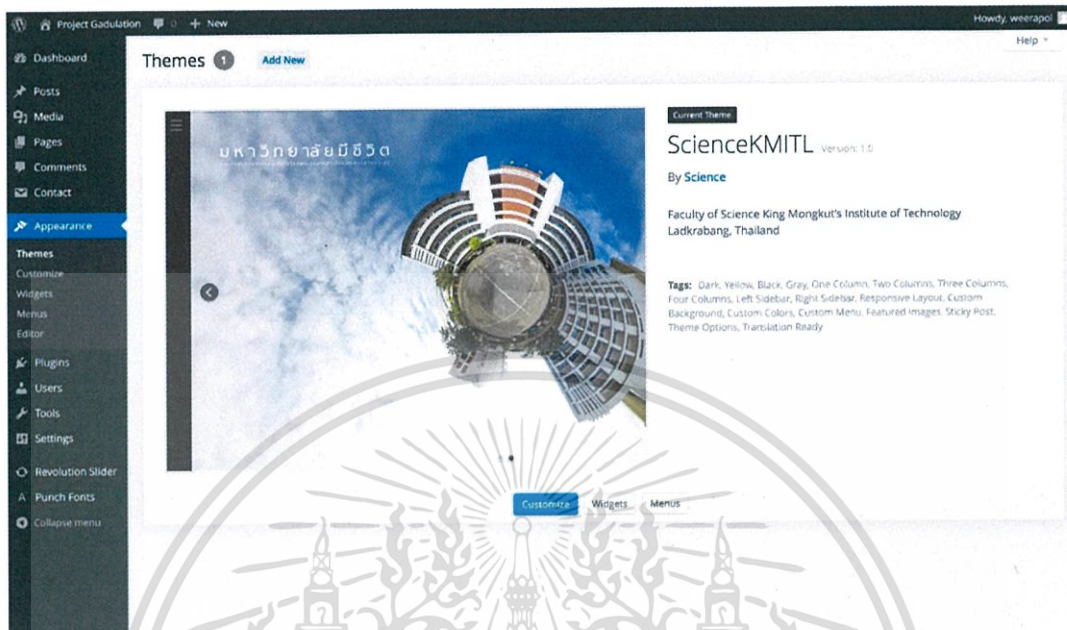 Project Gadulation 0 + New
Howdy, weerapol
Help
Dashboard
Posts
Media
Pages
Comments
Contact
Appearance
Themes
Customize
Widgets
Menus
Editor
Plugins
Users
Tools
Settings
Revolution Slider
Punch Fonts
Collapse menu
Themes 1 Add New
มหาวิทยาลัยมีชีวิต
Current Theme
ScienceKMITL Version: 1.0
By Science
Faculty of Science King Mongkut's Institute of Technology
Ladkrabang, Thailand
Tags: Dark, Yellow, Black, Gray, One Column, Two Columns, Three Columns,
Four Columns, Left Sidebar, Right Sidebar, Responsive Layout, Custom
Background, Custom Colors, Custom Menu, Featured Images, Sticky Post,
Theme Options, Translation Ready
Customize Widgets Menus